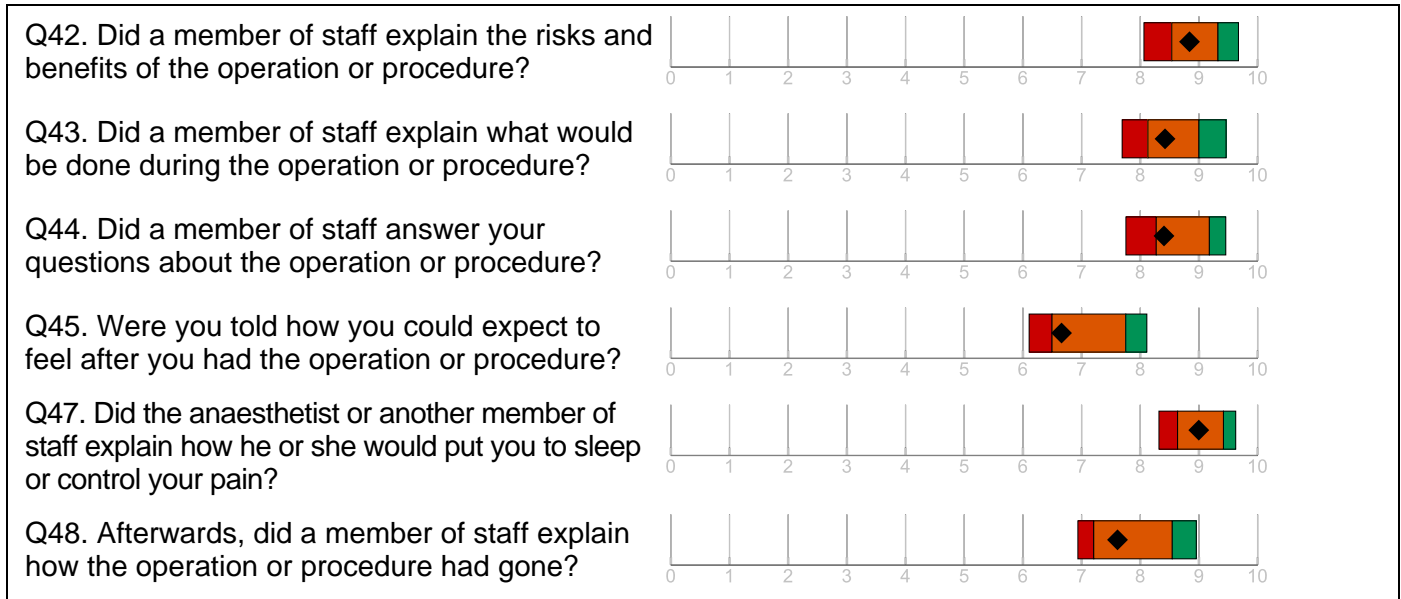 Q42. Did a member of staff explain the risks and
benefits of the operation or procedure?
0 1 2 3 4 5 6 7 8 9 10
Q43. Did a member of staff explain what would
be done during the operation or procedure?
0 1 2 3 4 5 6 7 8 9 10
Q44. Did a member of staff answer your
questions about the operation or procedure?
0 1 2 3 4 5 6 7 8 9 10
Q45. Were you told how you could expect to
feel after you had the operation or procedure?
0 1 2 3 4 5 6 7 8 9 10
Q47. Did the anaesthetist or another member of
staff explain how he or she would put you to sleep
or control your pain?
0 1 2 3 4 5 6 7 8 9 10
Q48. Afterwards, did a member of staff explain
how the operation or procedure had gone?
0 1 2 3 4 5 6 7 8 9 10